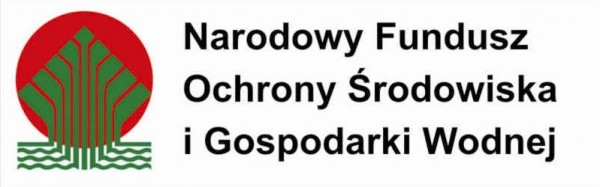 Narodowy Fundusz
Ochrony Środowiska
i Gospodarki Wodnej